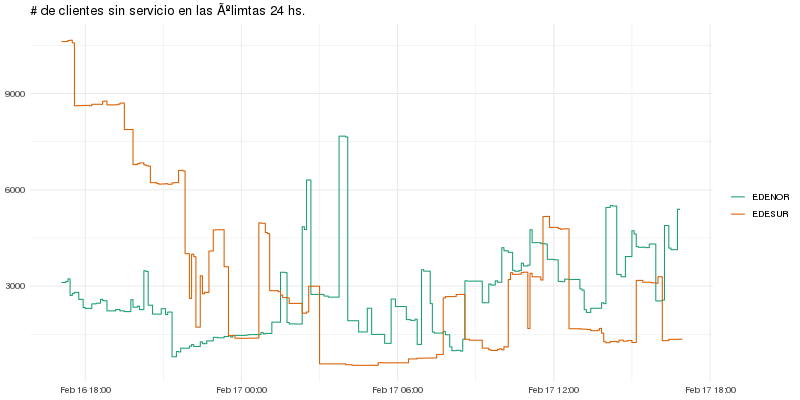 # de clientes sin servicio en las Ãºlimtas 24 hs.
9000
6000
3000
EDENOR
EDESUR
Feb 16 18:00
Feb 17 00:00
Feb 17 06:00
Feb 17 12:00
Feb 17 18:00